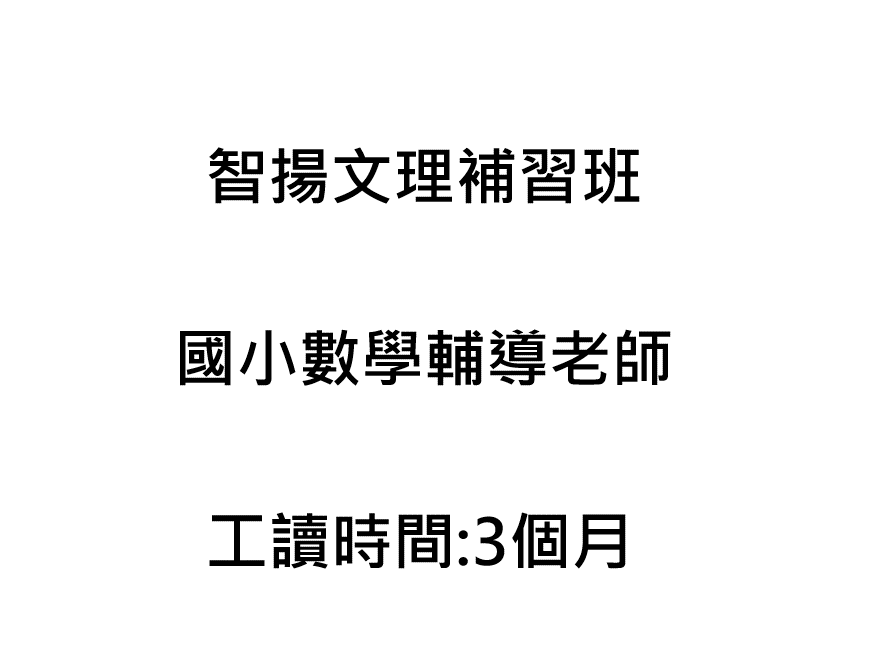 智揚文理補習班
國小數學輔導老師
工讀時間:3個月